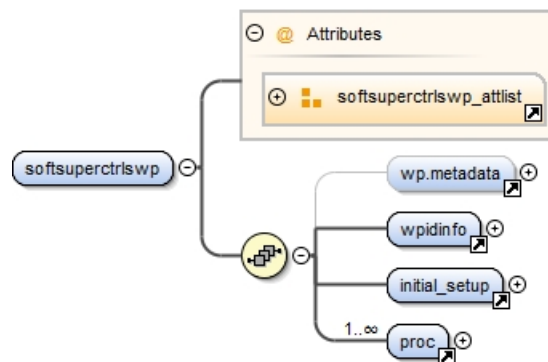 @ Attributes
softsuperctrlswp_attlist
softsuperctrlswp
wp.metadata
wpidinfo
initial_setup
1..∞
proc